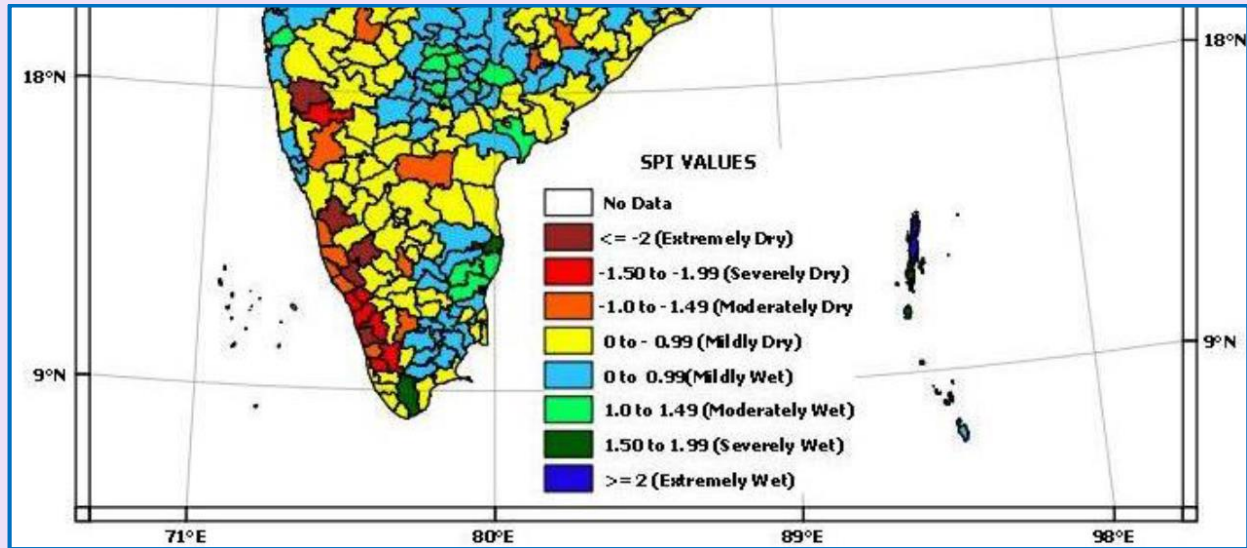 18°N
18°N
SPI VALUES
No Data
<= -2 (Extremely Dry)
-1.50 to -1.99 (Severely Dry)
-1.0 to -1.49 (Moderately Dry
0 to - 0.99 (Mildly Dry)
9°N
9°N
0 to 0.99(Mildly Wet)
1.0 to 1.49 (Moderately Wet)
1.50 to 1.99 (Severely Wet)
>= 2 (Extremely Wet)
71°E
80°E
89°E
98°E